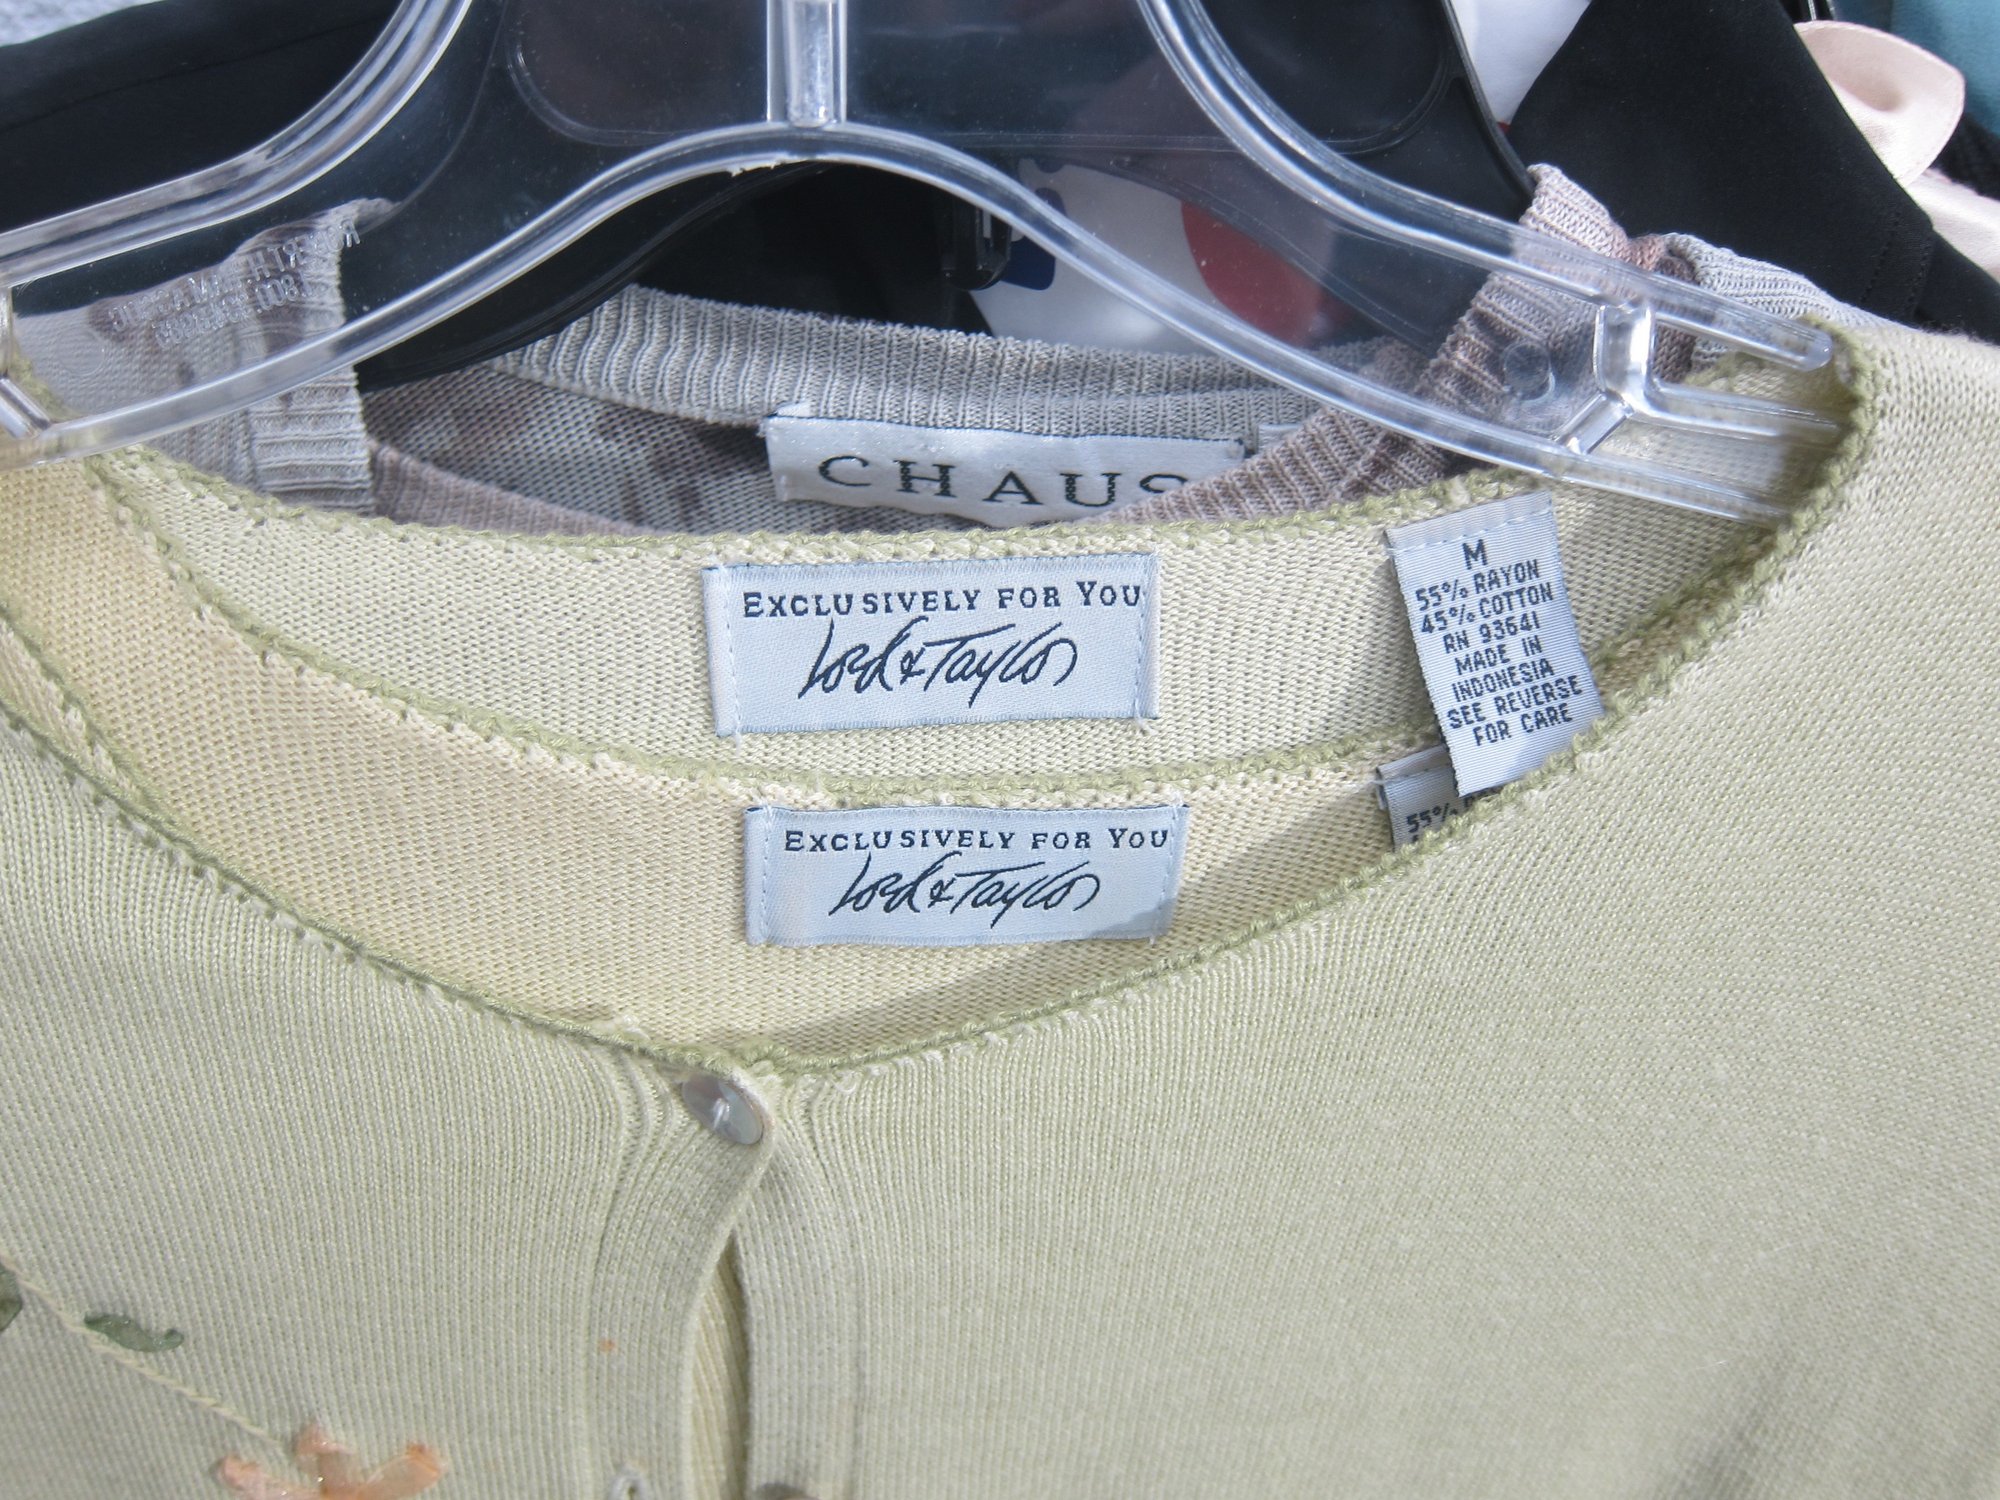 CHAUS
EXCLUSIVELY FOR YOU
Lord & Taylor
M
55% RAYON
45% COTTON
RN 93641
MADE IN
INDONESIA
SEE REVERSE
FOR CARE
55%
EXCLUSIVELY FOR YOU
Lord & Taylor